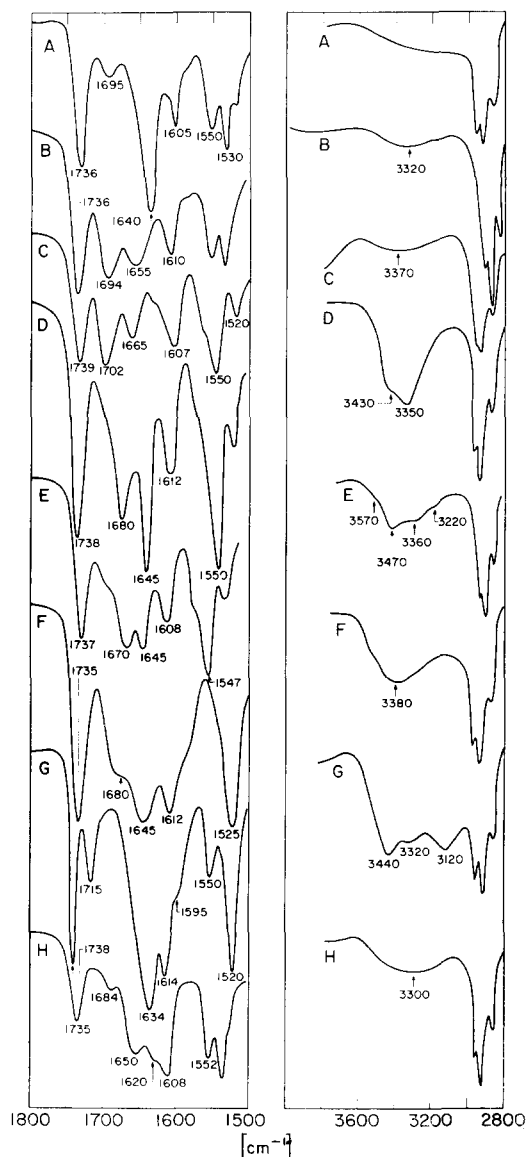 A
1695
1605
1550
1530
1736
1640
B
1736
1694
1655
1610
C
1739
1702
1665
1607
1550
1520
D
1738
1680
1645
1612
1550
E
1737
1670
1645
1608
1547
F
1735
1680
1645
1612
1525
G
1738
1715
1634
1614
1595
1550
1520
H
1735
1684
1650
1620
1608
1552
1800 1700 1600 1500
A
B
3320
C
3370
D
3430 3350
E
3570
3470
3360
3220
F
3380
G
3440
3320
3120
H
3300
3600 3200 2800
[cm⁻¹]